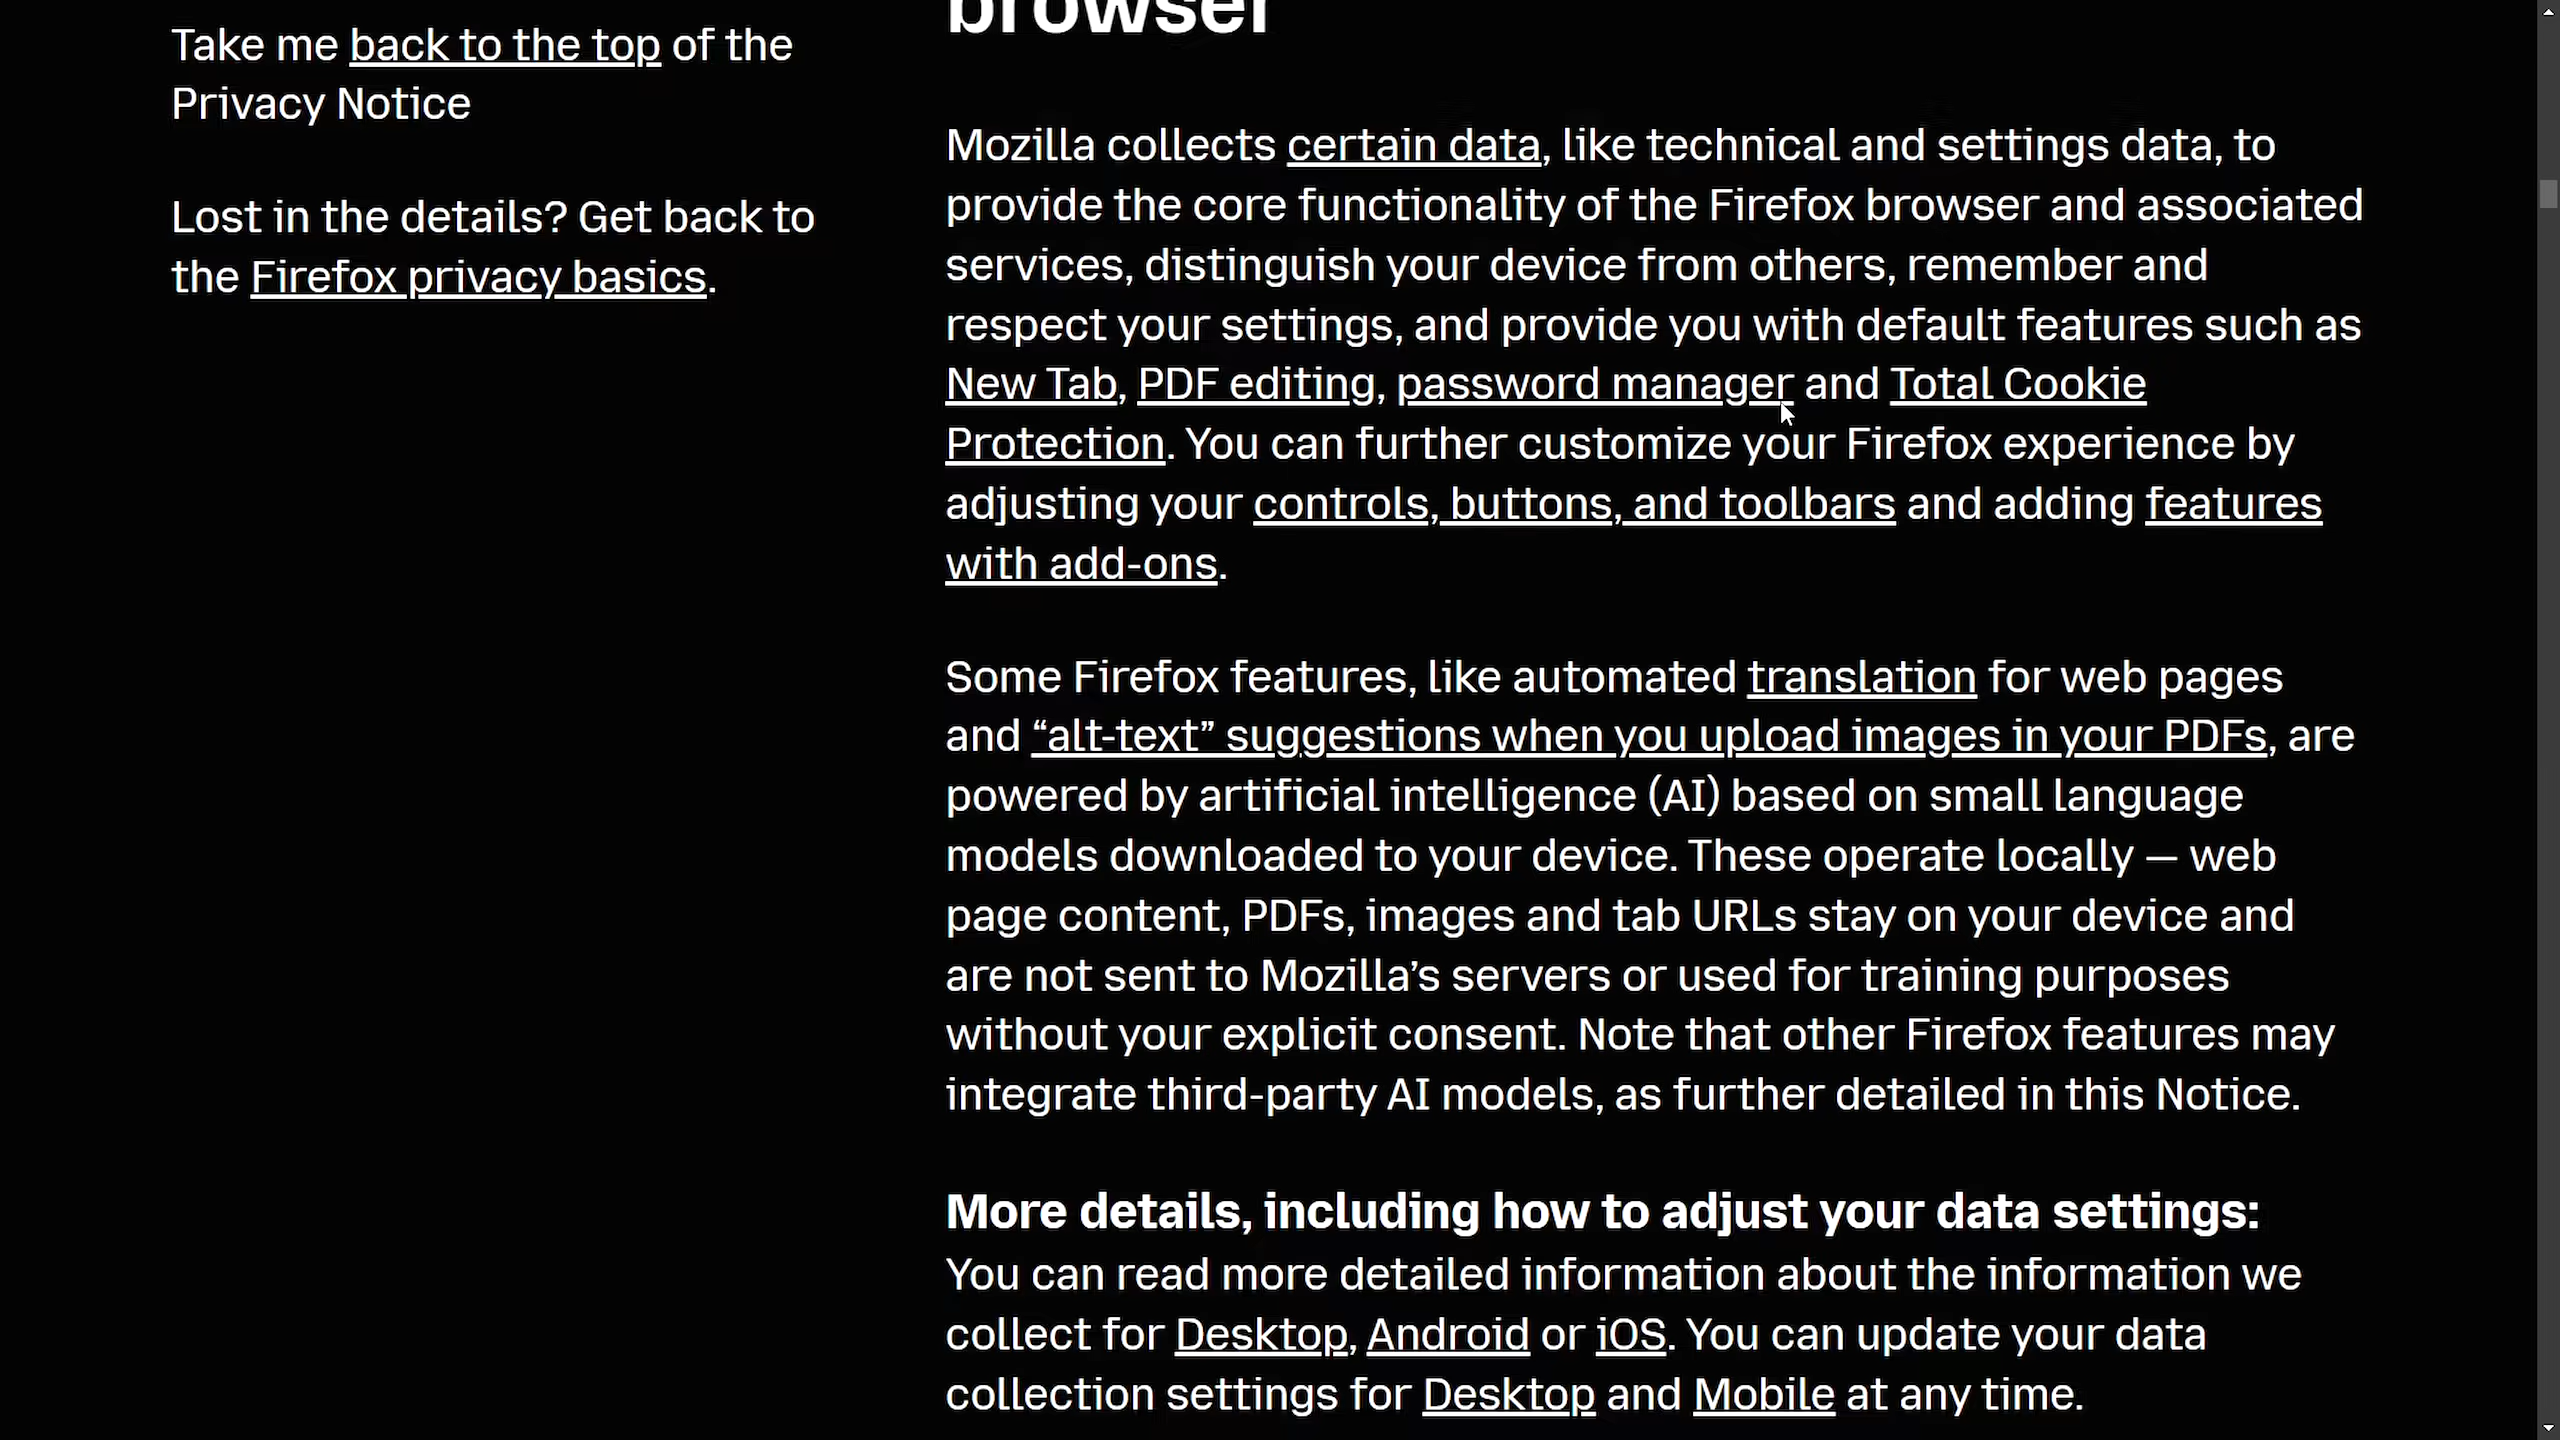 Take me back to the top of the
Privacy Notice
Lost in the details? Get back to
the Firefox privacy basics.
browser
Mozilla collects certain data, like technical and settings data, to
provide the core functionality of the Firefox browser and associated
services, distinguish your device from others, remember and
respect your settings, and provide you with default features such as
New Tab, PDF editing, password manager and Total Cookie
Protection. You can further customize your Firefox experience by
adjusting your controls, buttons, and toolbars and adding features
with add-ons.
Some Firefox features, like automated translation for web pages
and “alt-text” suggestions when you upload images in your PDFs, are
powered by artificial intelligence (AI) based on small language
models downloaded to your device. These operate locally — web
page content, PDFs, images and tab URLs stay on your device and
are not sent to Mozilla’s servers or used for training purposes
without your explicit consent. Note that other Firefox features may
integrate third-party AI models, as further detailed in this Notice.
More details, including how to adjust your data settings:
You can read more detailed information about the information we
collect for Desktop, Android or iOS. You can update your data
collection settings for Desktop and Mobile at any time.